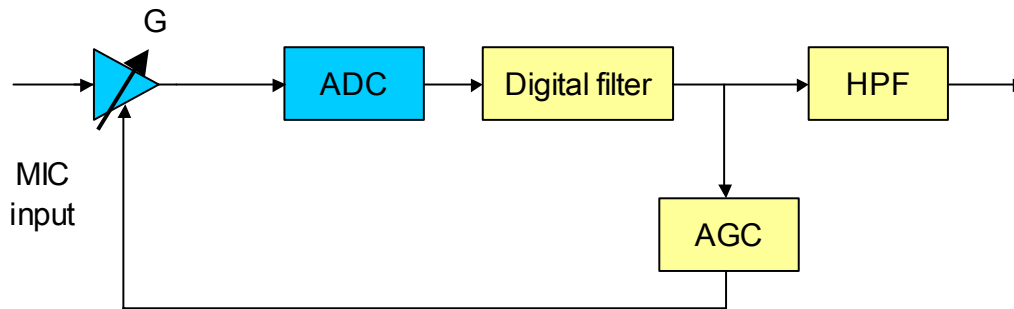 G
ADC
Digital filter
HPF
MIC
input
AGC